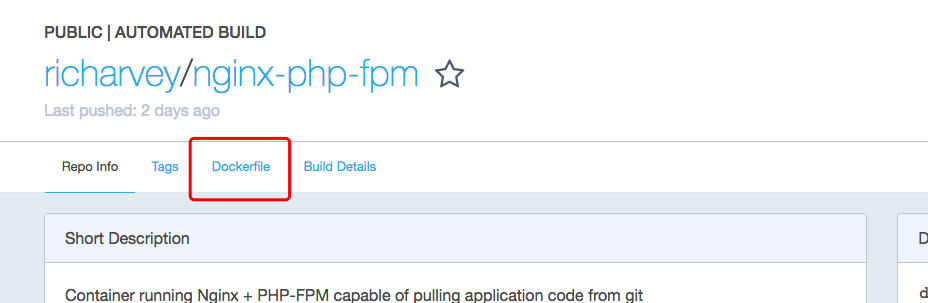 PUBLIC | AUTOMATED BUILD
richarvey/nginx-php-fpm
Last pushed: 2 days ago
Repo Info Tags Dockerfile Build Details
Short Description
Container running Nginx + PHP-FPM capable of pulling application code from git